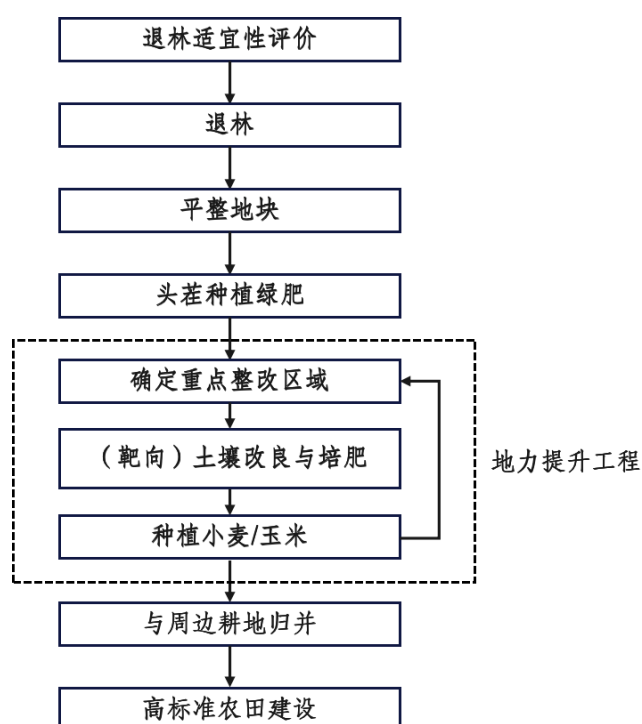 退林适宜性评价
退林
平整地块
头茬种植绿肥
确定重点整改区域
（靶向）土壤改良与培肥
地力提升工程
种植小麦/玉米
与周边耕地归并
高标准农田建设